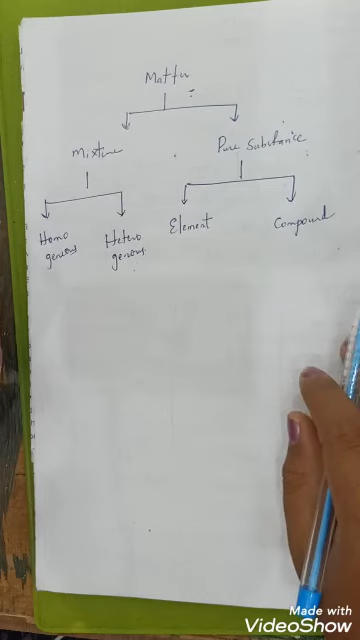 Matter
Mixture
Pure Substance
Homo
genous
Hetero
genous
Element
Compound
Made with
VideoShow